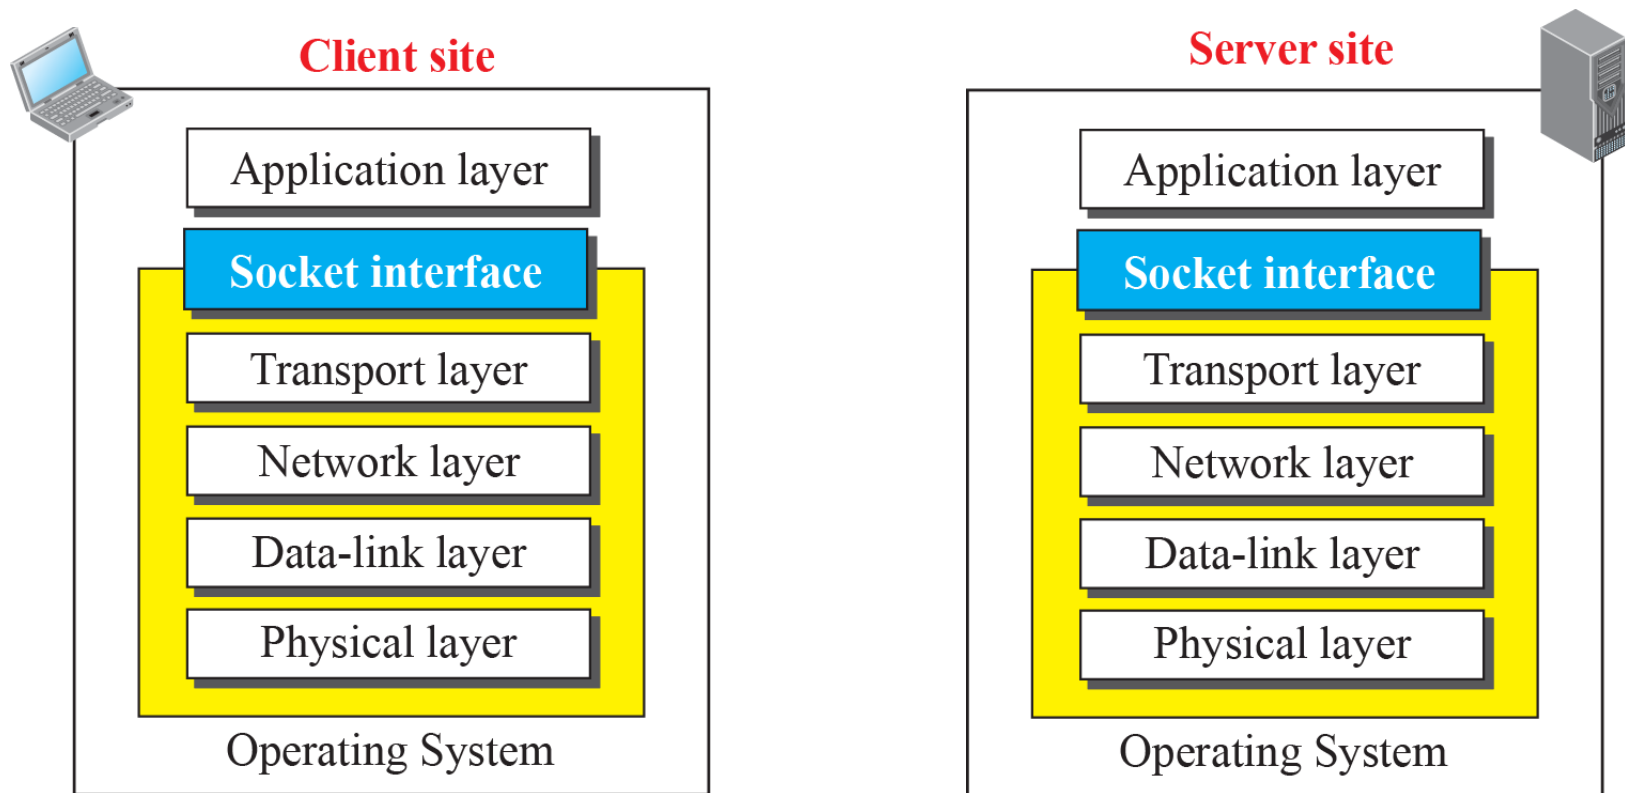 Client site
Application layer
Socket interface
Transport layer
Network layer
Data-link layer
Physical layer
Operating System
Server site
Application layer
Socket interface
Transport layer
Network layer
Data-link layer
Physical layer
Operating System